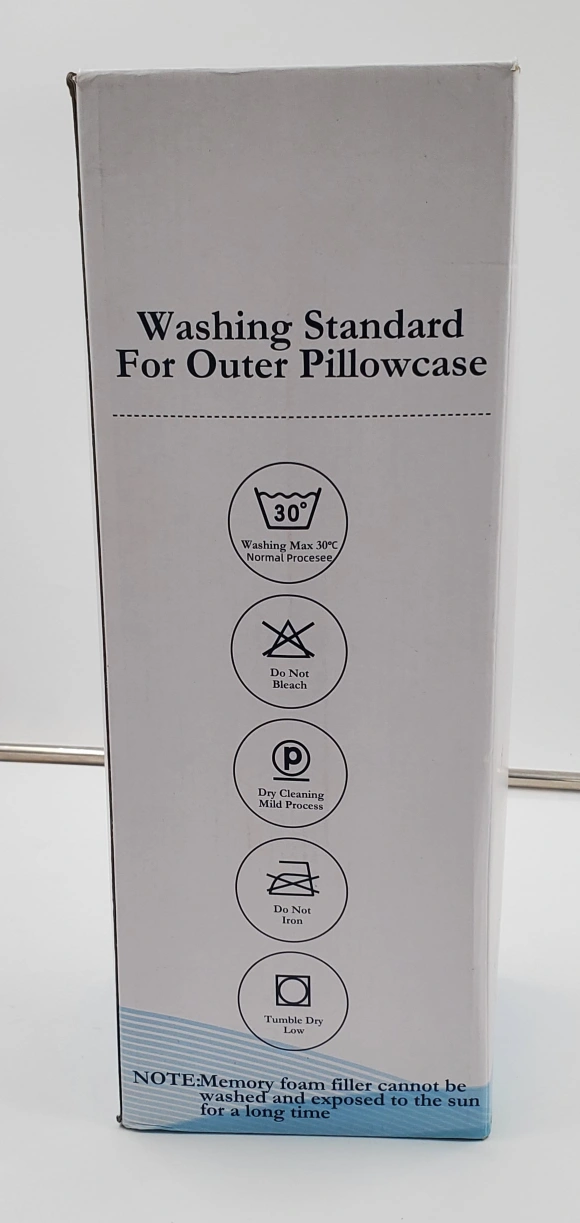 Washing Standard
For Outer Pillowcase
30°
Washing Max 30°C
Normal Procesee
Do Not
Bleach
P
Dry Cleaning
Mild Process
Do Not
Iron
Tumble Dry
Low
NOTE:Memory foam filler cannot be
washed and exposed to the sun
for a long time